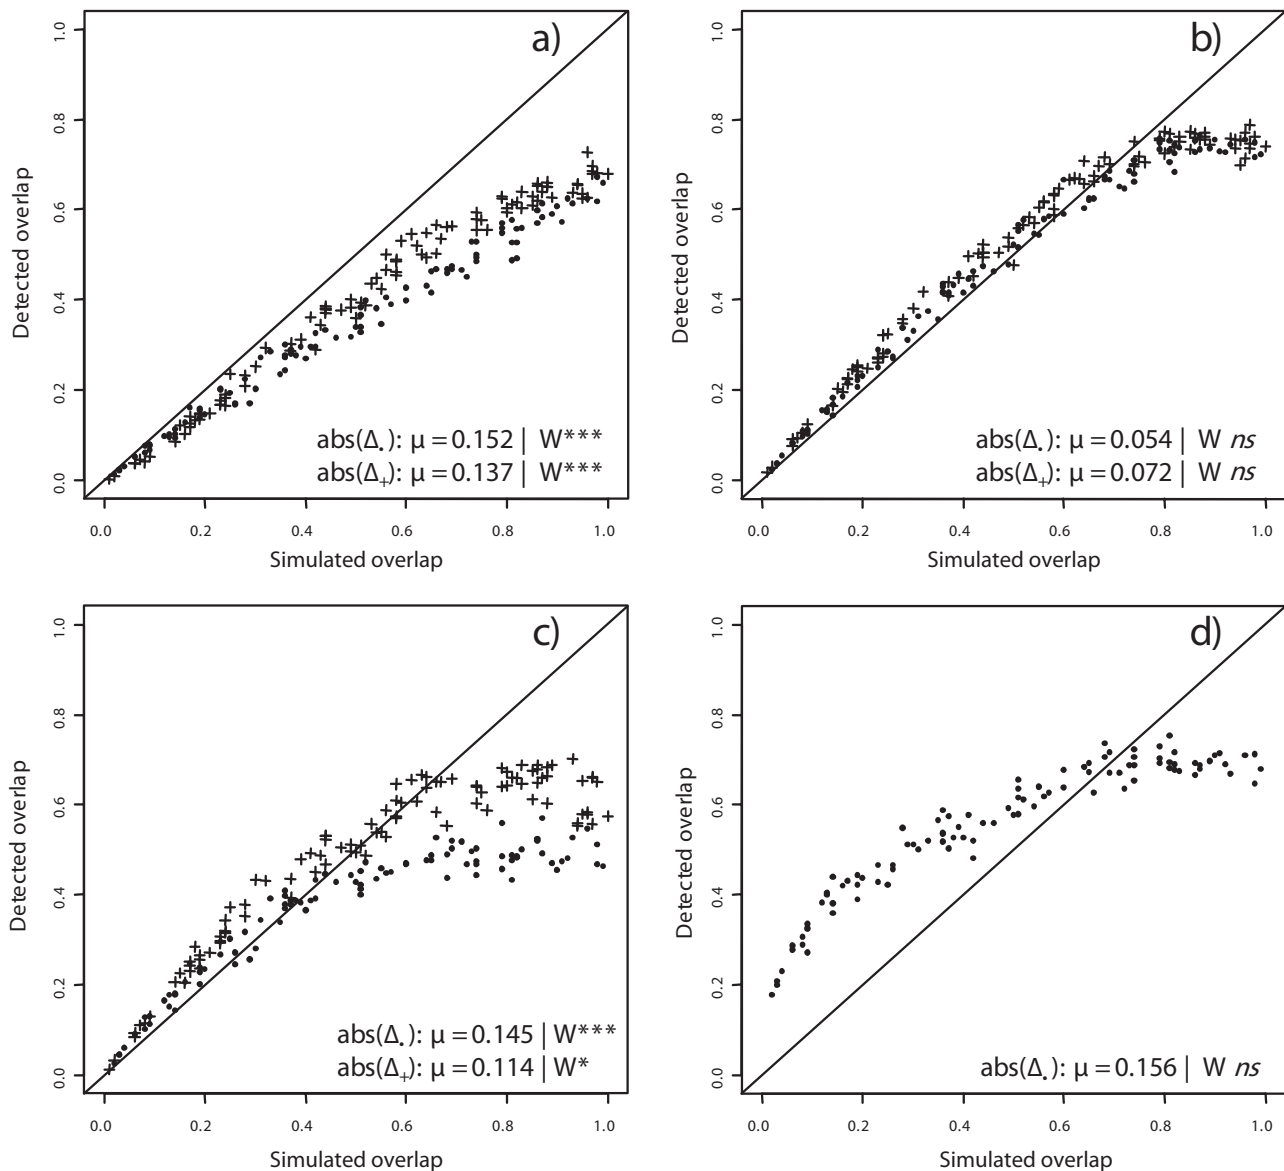 a)
Detected overlap
1.0
0.8
0.6
0.4
0.2
0.0
abs(Δ•): μ = 0.152 | W***
abs(Δ+): μ = 0.137 | W***
0.0 0.2 0.4 0.6 0.8 1.0
Simulated overlap
b)
Detected overlap
1.0
0.8
0.6
0.4
0.2
0.0
abs(Δ•): μ = 0.054 | W ns
abs(Δ+): μ = 0.072 | W ns
0.0 0.2 0.4 0.6 0.8 1.0
Simulated overlap
c)
Detected overlap
1.0
0.8
0.6
0.4
0.2
0.0
abs(Δ•): μ = 0.145 | W***
abs(Δ+): μ = 0.114 | W*
0.0 0.2 0.4 0.6 0.8 1.0
Simulated overlap
d)
Detected overlap
1.0
0.8
0.6
0.4
0.2
0.0
abs(Δ•): μ = 0.156 | W ns
0.0 0.2 0.4 0.6 0.8 1.0
Simulated overlap